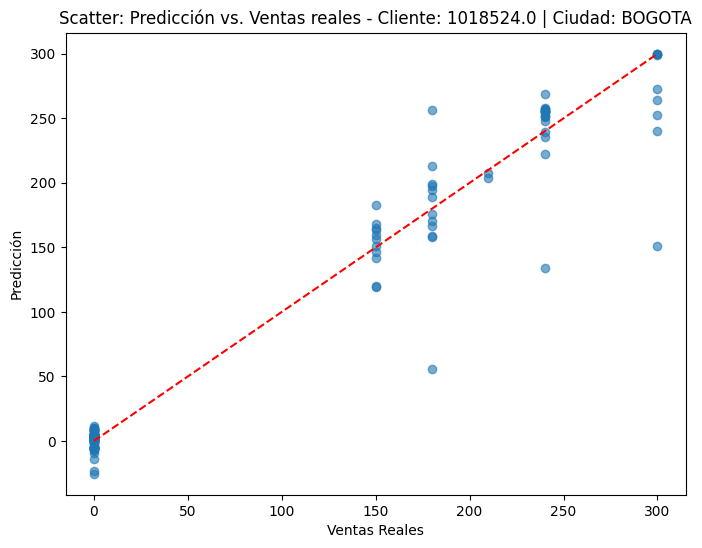 Scatter: Predicción vs. Ventas reales - Cliente: 1018524.0 | Ciudad: BOGOTA
300
250
200
150
100
50
0
Predicción
0 50 100 150 200 250 300
Ventas Reales